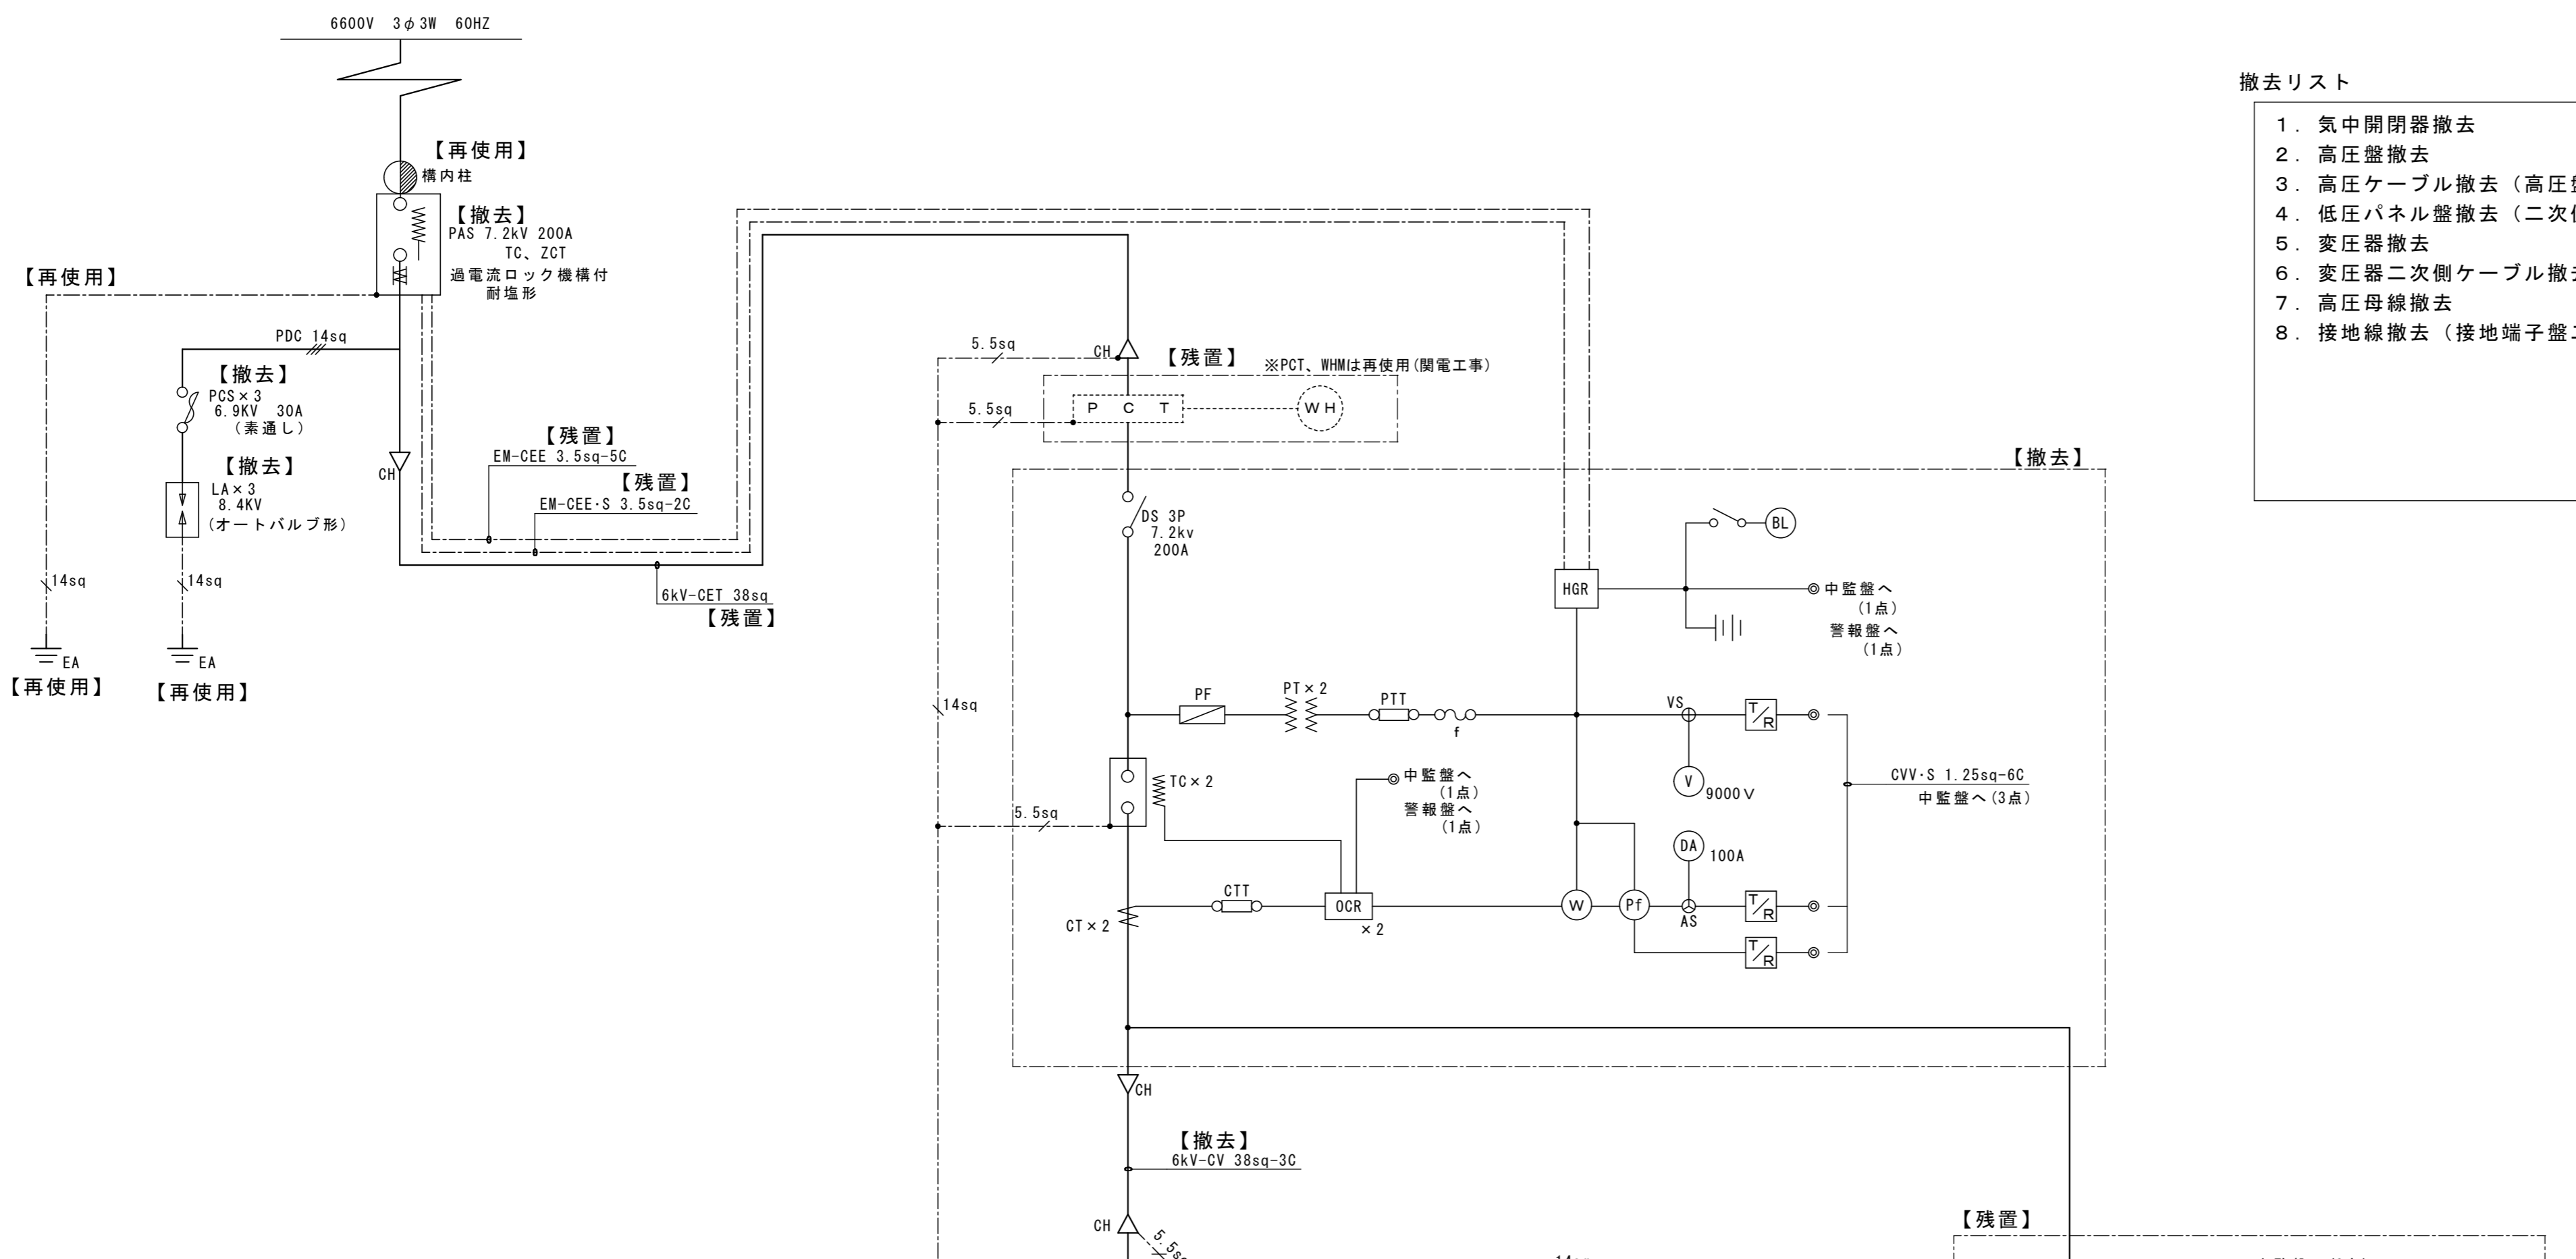 6600V 3φ3W 60HZ
【再使用】
構内柱
【撤去】
PAS 7.2kV 200A
TC、ZCT
過電流ロック機構付
耐塩形
【再使用】
PDC 14sq
【撤去】
PCS×3
6.9KV 30A
(素通し)
【撤去】
LA×3
8.4KV
(オートバルブ形)
CH
14sq
14sq
EA
EA
【再使用】
【再使用】
【残置】
EM-CEE 3.5sq-5C
【残置】
EM-CEE・S 3.5sq-2C
6kV-CET 38sq
【残置】
5.5sq
CH
【残置】
※PCT、WHMは再使用(関電工事)
5.5sq
P C T
WH
【撤去】
DS 3P
7.2kv
200A
BL
HGR
中監盤へ
(1点)
警報盤へ
(1点)
14sq
PF
PT×2
PTT
f
VS
T/R
TC×2
中監盤へ
(1点)
警報盤へ
(1点)
V
9000V
CVV・S 1.25sq-6C
中監盤へ(3点)
5.5sq
DA
100A
CT×2
CTT
OCR
×2
W
Pf
AS
T/R
T/R
CH
【撤去】
6kV-CV 38sq-3C
CH
【残置】
撤去リスト
1. 気中開閉器撤去
2. 高圧盤撤去
3. 高圧ケーブル撤去(高圧
4. 低圧パネル盤撤去(二次
5. 変圧器撤去
6. 変圧器二次側ケーブル撤
7. 高圧母線撤去
8. 接地線撤去(接地端子盤